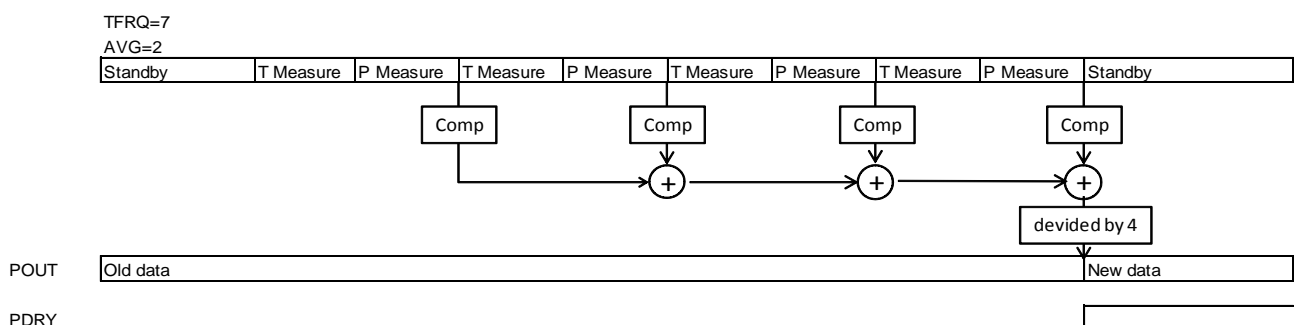 TFRQ=7
AVG=2
Standby T Measure P Measure T Measure P Measure T Measure P Measure T Measure P Measure Standby
Comp Comp Comp Comp
+ + +
devided by 4
POUT Old data New data
PDRY